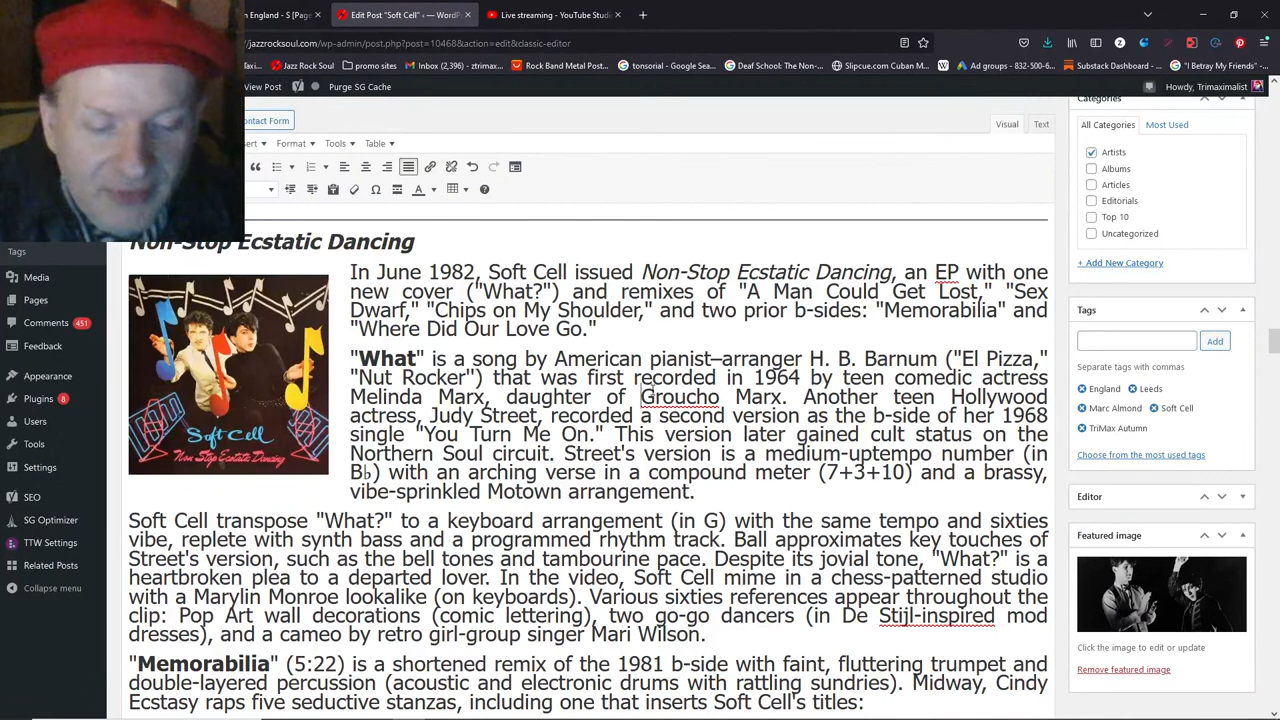 n England - S [Page
Edit Post "Soft Cell" ‹ — WordP
Live streaming - YouTube Studi
/jazzrocksoul.com/wp-admin/post.php?post=10468&action=edit&classic-editor
Taxi...
Jazz Rock Soul
promo sites
Inbox (2,396) - ztrimax...
Rock Band Metal Post...
tonsorial - Google Sea...
Deaf School: The Non-...
Slipcue.com Cuban M...
Ad groups - 832-500-6...
Substack Dashboard - ...
"I Betray My Friends" ...
View Post
Purge SG Cache
Howdy, Trimaximalist
ontact Form
Visual
Text
sert
Format
Tools
Table
Non-Stop Ecstatic Dancing
In June 1982, Soft Cell issued Non-Stop Ecstatic Dancing, an EP with one
new cover ("What?") and remixes of "A Man Could Get Lost," "Sex
Dwarf," "Chips on My Shoulder," and two prior b-sides: "Memorabilia" and
"Where Did Our Love Go."
"What" is a song by American pianist–arranger H. B. Barnum ("El Pizza,"
"Nut Rocker") that was first recorded in 1964 by teen comedic actress
Melinda Marx, daughter of Groucho Marx. Another teen Hollywood
actress, Judy Street, recorded a second version as the b-side of her 1968
single "You Turn Me On." This version later gained cult status on the
Northern Soul circuit. Street's version is a medium-uptempo number (in
B♭) with an arching verse in a compound meter (7+3+10) and a brassy,
vibe-sprinkled Motown arrangement.
Soft Cell
Non Stop Ecstatic Dancing
Soft Cell transpose "What?" to a keyboard arrangement (in G) with the same tempo and sixties
vibe, replete with synth bass and a programmed rhythm track. Ball approximates key touches of
Street's version, such as the bell tones and tambourine pace. Despite its jovial tone, "What?" is a
heartbroken plea to a departed lover. In the video, Soft Cell mime in a chess-patterned studio
with a Marylin Monroe lookalike (on keyboards). Various sixties references appear throughout the
clip: Pop Art wall decorations (comic lettering), two go-go dancers (in De Stijl-inspired mod
dresses), and a cameo by retro girl-group singer Mari Wilson.
"Memorabilia" (5:22) is a shortened remix of the 1981 b-side with faint, fluttering trumpet and
double-layered percussion (acoustic and electronic drums with rattling sundries). Midway, Cindy
Ecstasy raps five seductive stanzas, including one that inserts Soft Cell's titles:
Tags
Media
Pages
Comments 451
Feedback
Appearance
Plugins 8
Users
Tools
Settings
SEO
SG Optimizer
TTW Settings
Related Posts
Collapse menu
Categories
All Categories
Most Used
Artists
Albums
Articles
Editorials
Top 10
Uncategorized
+ Add New Category
Tags
Add
Separate tags with commas
England
Leeds
Marc Almond
Soft Cell
TriMax Autumn
Choose from the most used tags
Editor
Featured image
Click the image to edit or update
Remove featured image